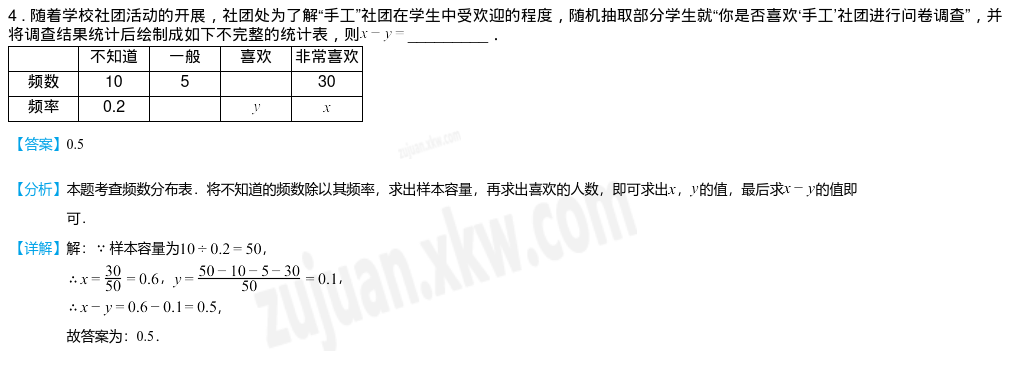 4．随着学校社团活动的开展，社团处为了解“手工”社团在学生中受欢迎的程度，随机抽取部分学生就“你是否喜欢‘手工’社团进行问卷调查”，并
将调查结果统计后绘制成如下不完整的统计表，则x－y＝__________．
不知道 一般 喜欢 非常喜欢
频数 10 5 30
频率 0.2 y x
【答案】0.5
【分析】本题考查频数分布表．将不知道的频数除以其频率，求出样本容量，再求出喜欢的人数，即可求出x，y的值，最后求x－y的值即
可．
【详解】解：∵样本容量为10÷0.2＝50，
∴x＝30/50＝0.6，y＝(50－10－5－30)/50＝0.1，
∴x－y＝0.6－0.1＝0.5，
故答案为：0.5．
zujuan.xkw.com
zujuan.xkw.com